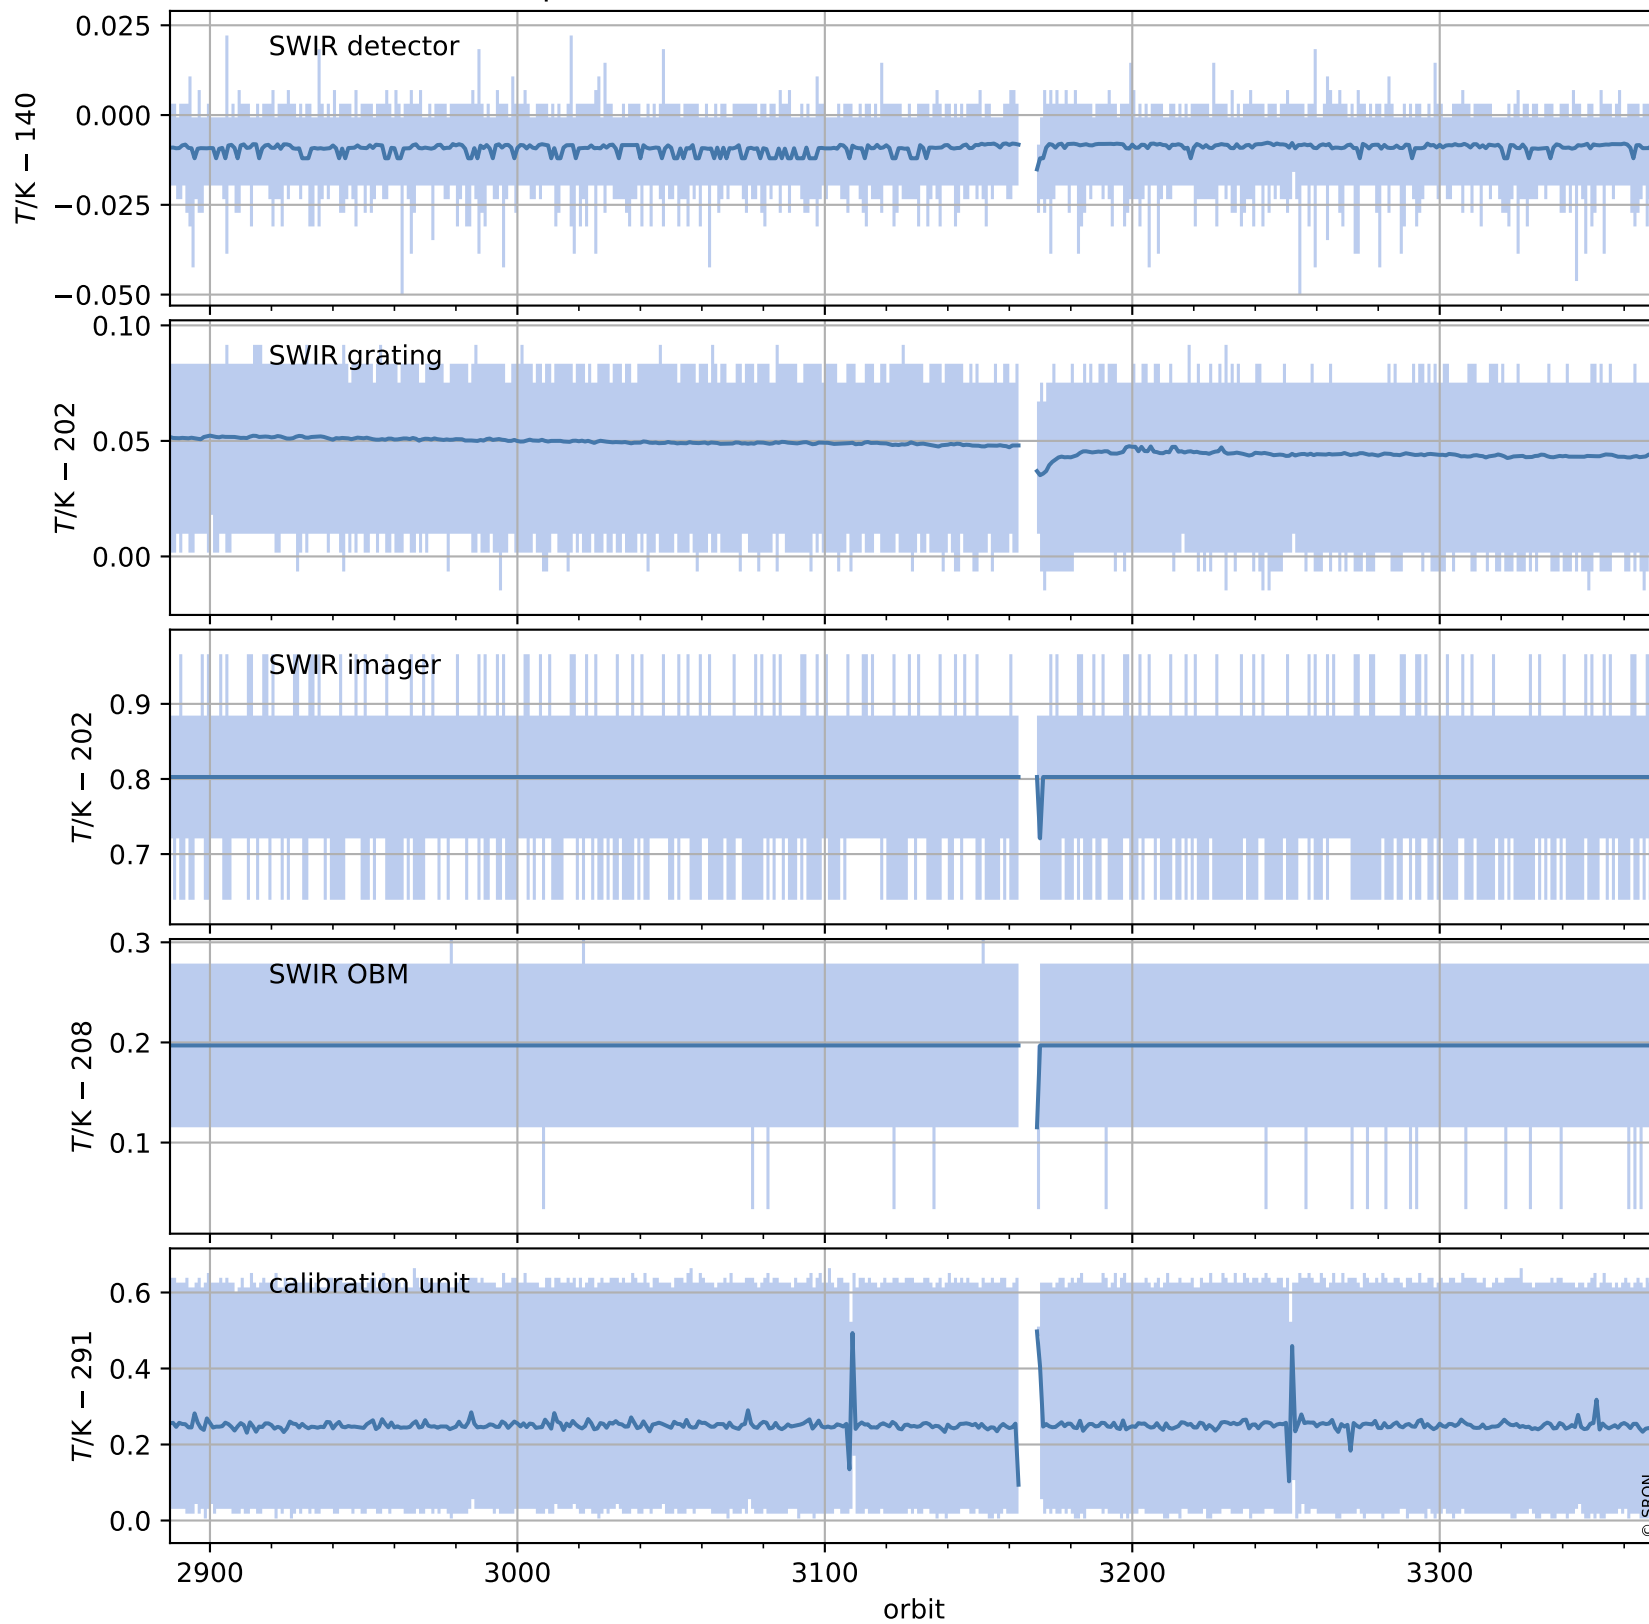 0.025
SWIR detector
0.000
−0.025
−0.050
T/K − 140
0.10
SWIR grating
0.05
0.00
T/K − 202
SWIR imager
0.9
0.8
0.7
T/K − 202
0.3
SWIR OBM
0.2
0.1
T/K − 208
calibration unit
0.6
0.4
0.2
0.0
T/K − 291
© SRON
2900 3000 3100 3200 3300
orbit